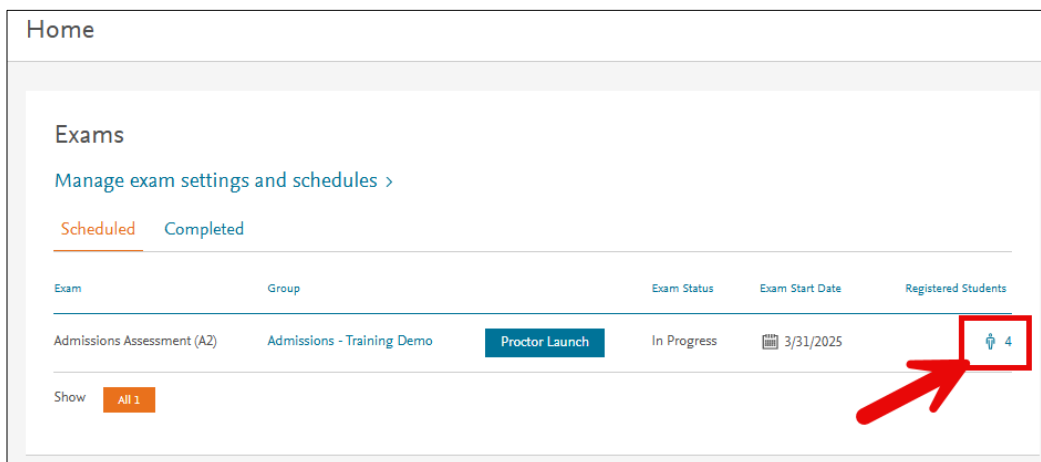 Home
Exams
Manage exam settings and schedules >
Scheduled Completed
Exam Group Exam Status Exam Start Date Registered Students
Admissions Assessment (A2) Admissions - Training Demo Proctor Launch In Progress 3/31/2025 4
Show All 1